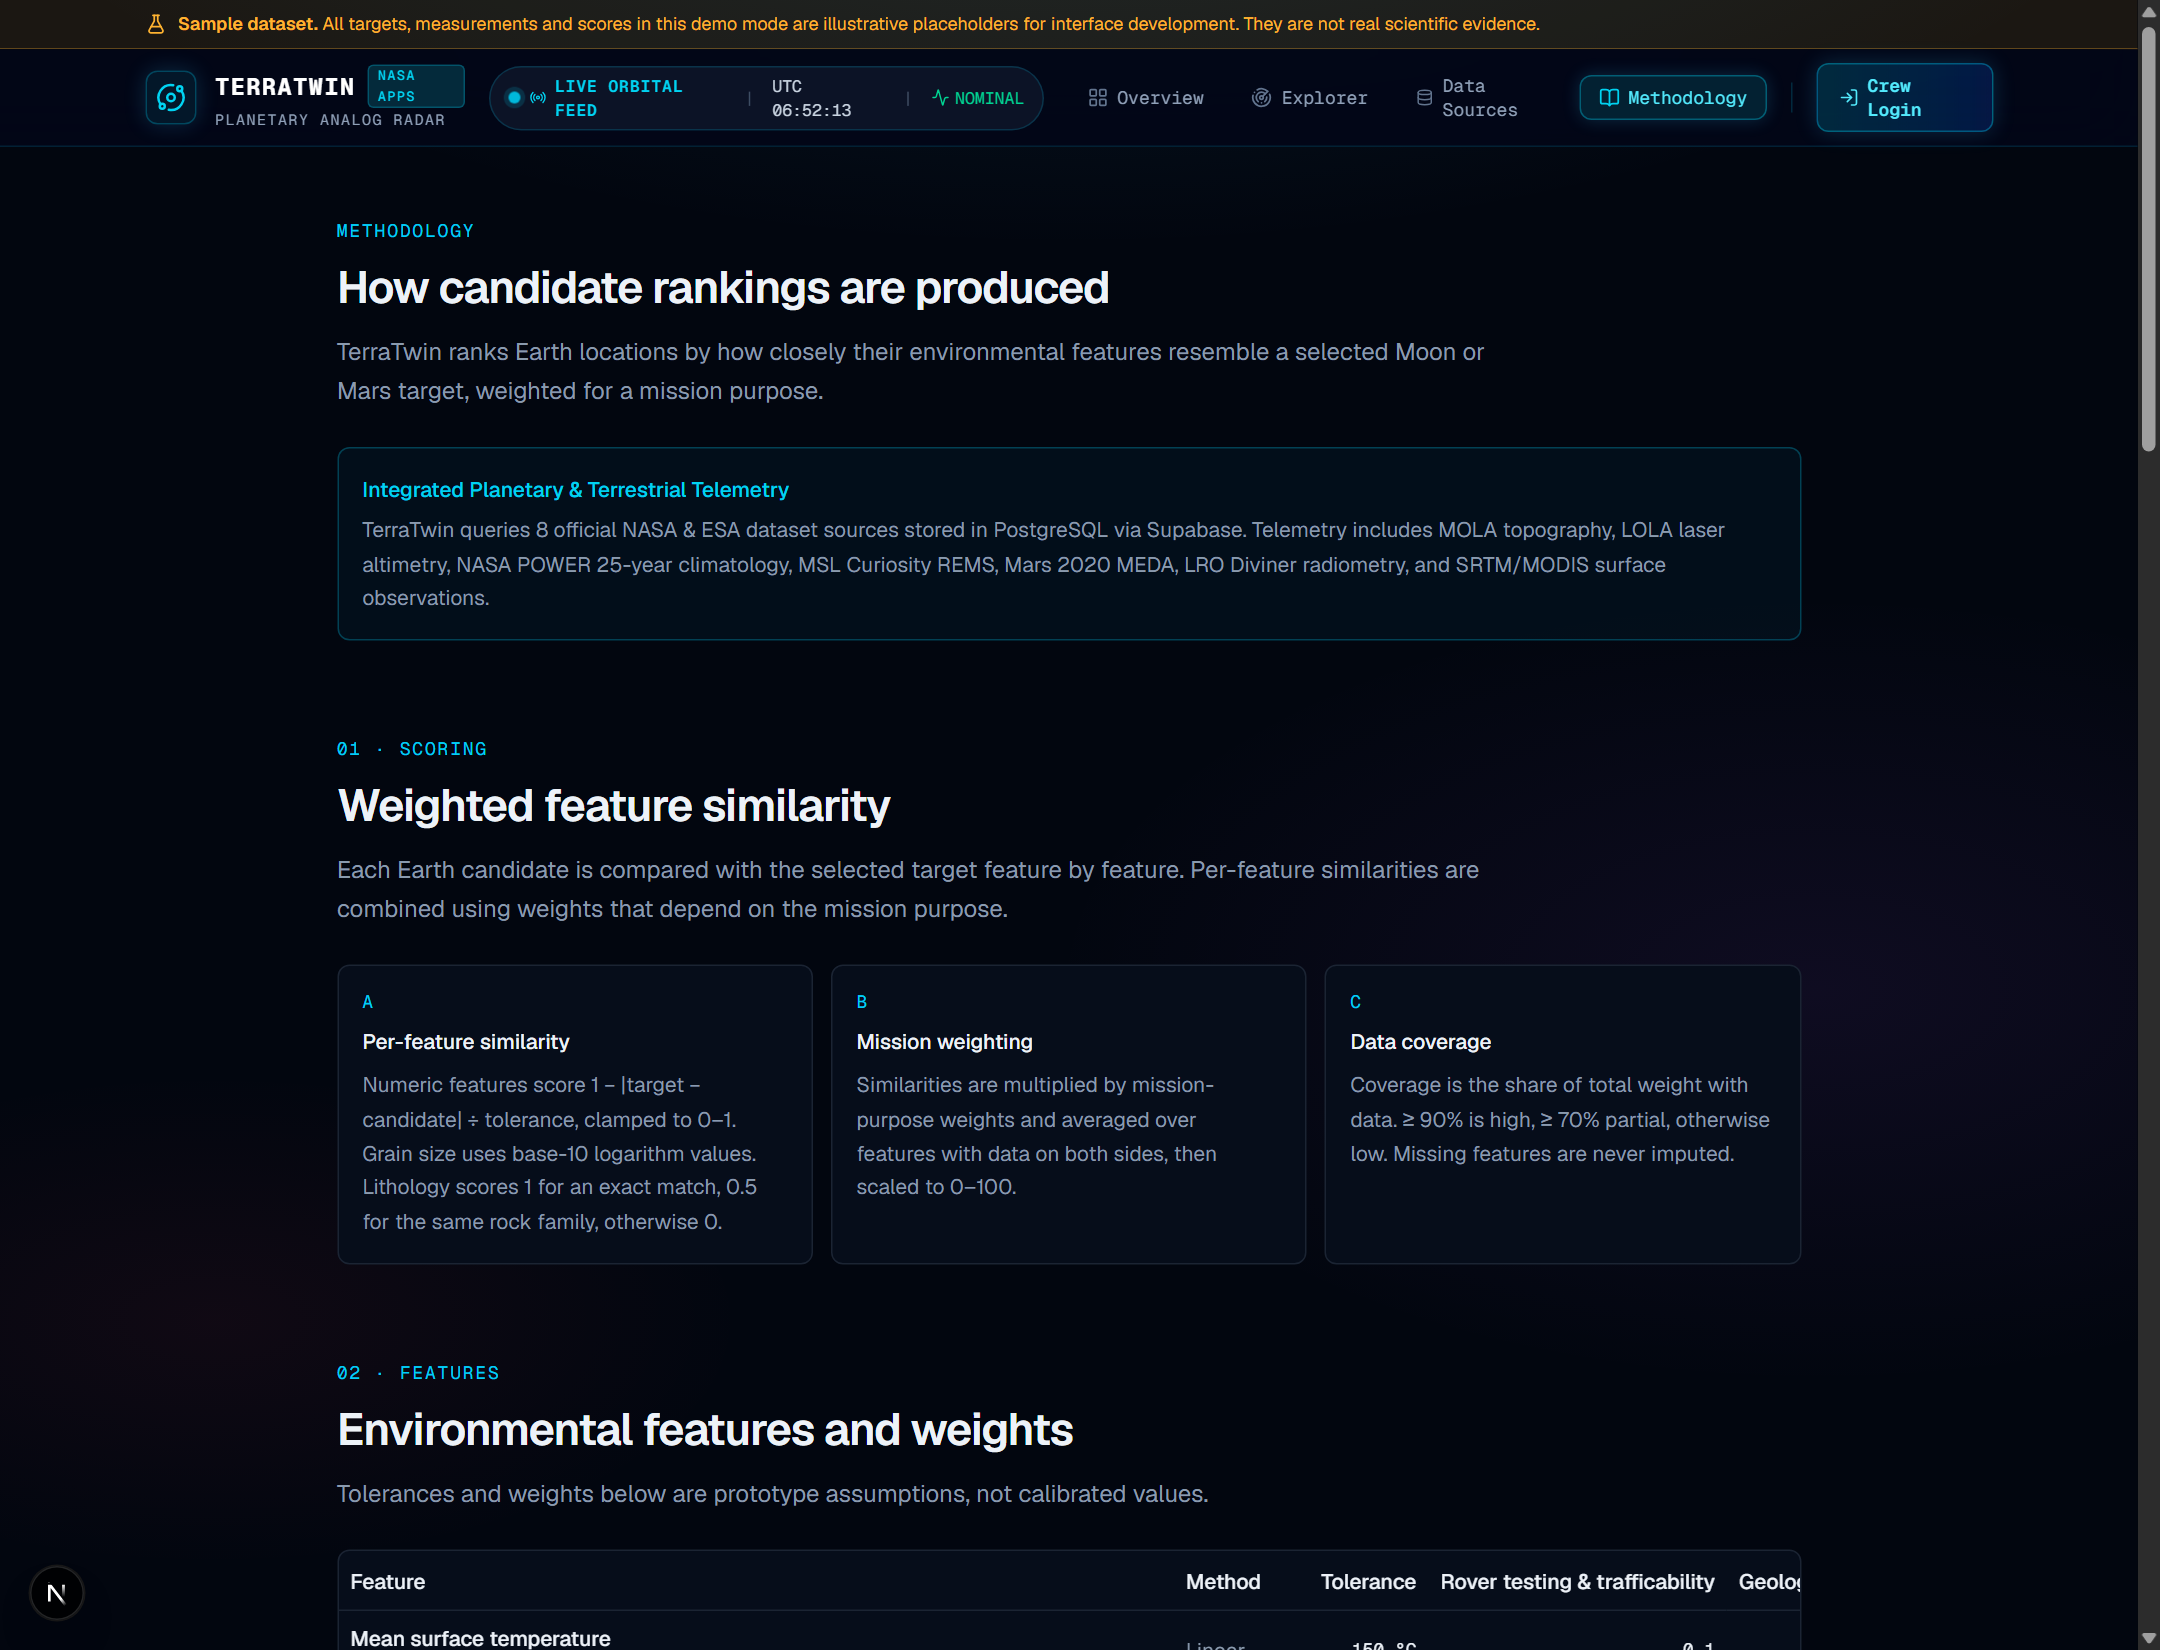 Sample dataset. All targets, measurements and scores in this demo mode are illustrative placeholders for interface development. They are not real scientific evidence.
TERRATWIN
NASA
APPS
PLANETARY ANALOG RADAR
LIVE ORBITAL
FEED
|
UTC
06:52:13
|
NOMINAL
Overview
Explorer
Data
Sources
Methodology
Crew
Login
METHODOLOGY
How candidate rankings are produced
TerraTwin ranks Earth locations by how closely their environmental features resemble a selected Moon or
Mars target, weighted for a mission purpose.
Integrated Planetary & Terrestrial Telemetry
TerraTwin queries 8 official NASA & ESA dataset sources stored in PostgreSQL via Supabase. Telemetry includes MOLA topography, LOLA laser
altimetry, NASA POWER 25-year climatology, MSL Curiosity REMS, Mars 2020 MEDA, LRO Diviner radiometry, and SRTM/MODIS surface
observations.
01 · SCORING
Weighted feature similarity
Each Earth candidate is compared with the selected target feature by feature. Per-feature similarities are
combined using weights that depend on the mission purpose.
A
Per-feature similarity
Numeric features score 1 − |target −
candidate| ÷ tolerance, clamped to 0–1.
Grain size uses base-10 logarithm values.
Lithology scores 1 for an exact match, 0.5
for the same rock family, otherwise 0.
B
Mission weighting
Similarities are multiplied by mission-
purpose weights and averaged over
features with data on both sides, then
scaled to 0–100.
C
Data coverage
Coverage is the share of total weight with
data. ≥ 90% is high, ≥ 70% partial, otherwise
low. Missing features are never imputed.
02 · FEATURES
Environmental features and weights
Tolerances and weights below are prototype assumptions, not calibrated values.
Feature Method Tolerance Rover testing & trafficability
Mean surface temperature
N